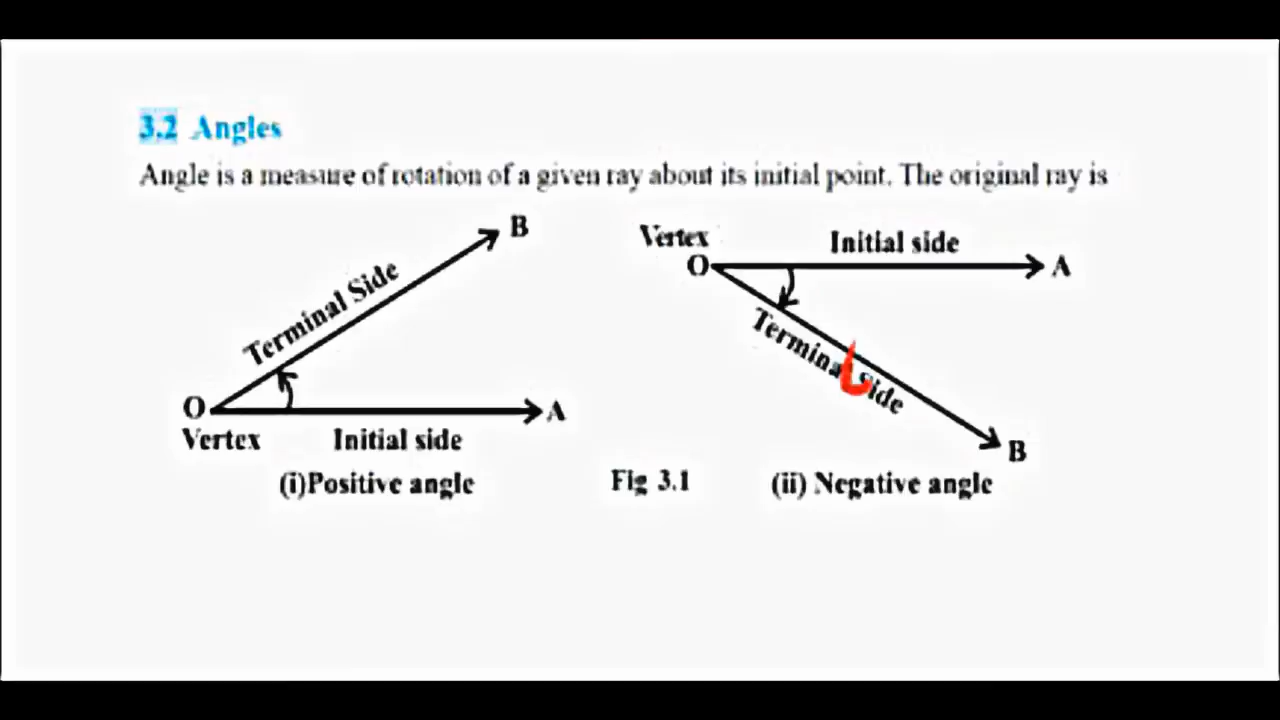 3.2 Angles
Angle is a measure of rotation of a given ray about its initial point. The original ray is
B
Terminal Side
O
A
Vertex
Initial side
(i)Positive angle
Fig 3.1
Vertex
Initial side
O
A
Terminal Side
B
(ii) Negative angle